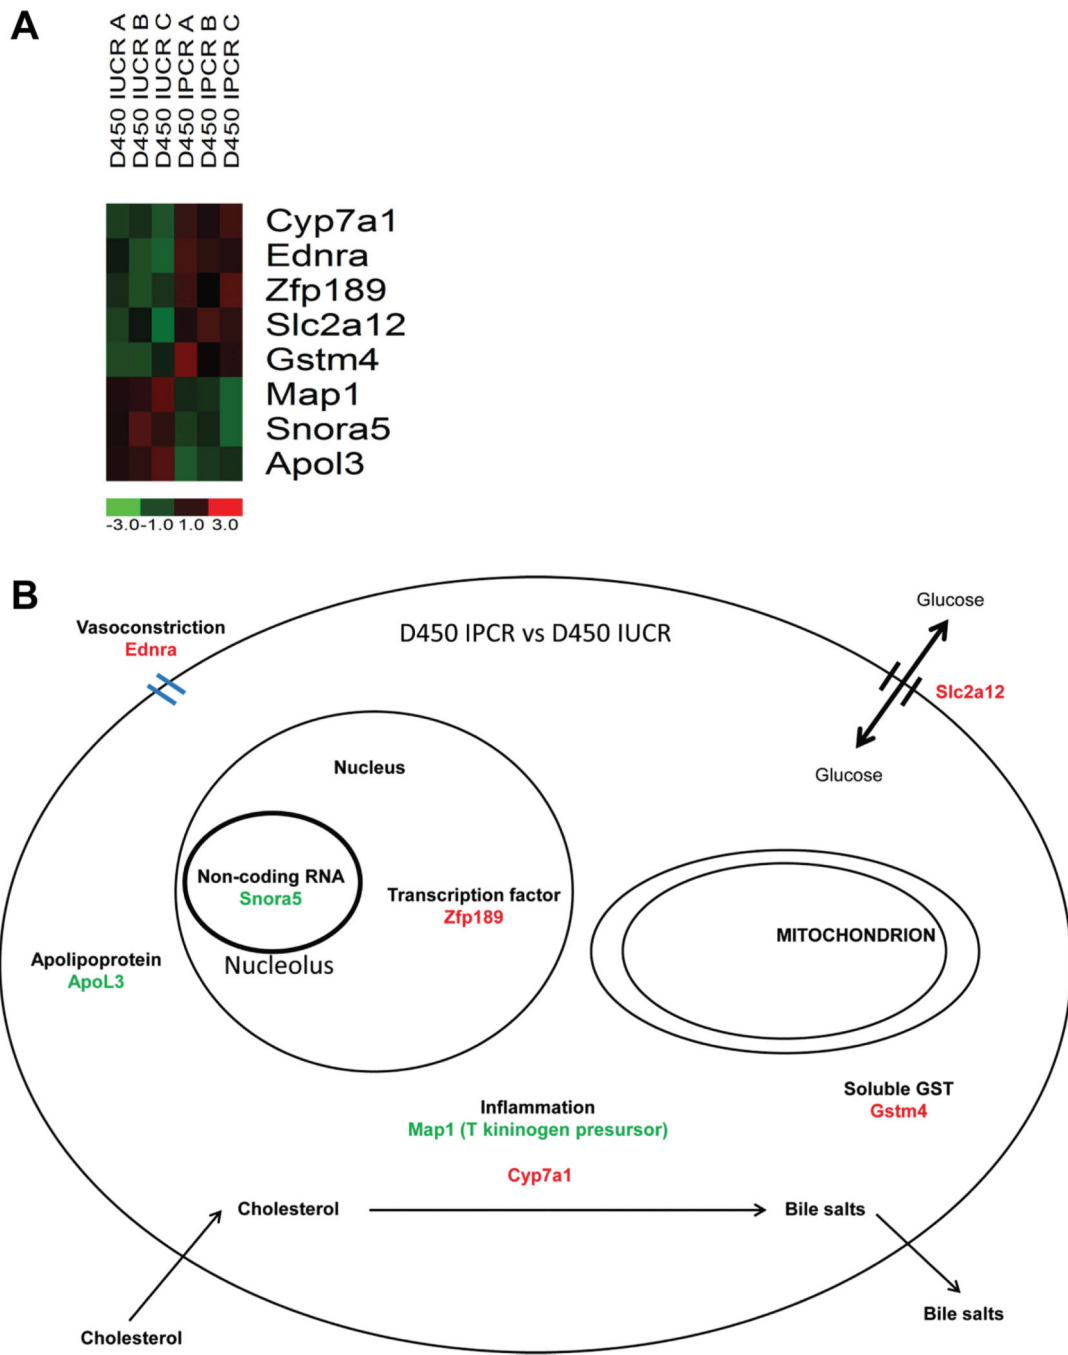 A
D450 IUCR A
D450 IUCR B
D450 IUCR C
D450 IPCR A
D450 IPCR B
D450 IPCR C
Cyp7a1
Ednra
Zfp189
Slc2a12
Gstm4
Map1
Snora5
Apol3
-3.0 -1.0 1.0 3.0
B
D450 IPCR vs D450 IUCR
Vasoconstriction
Ednra
Glucose
Slc2a12
Glucose
Nucleus
Non-coding RNA
Snora5
Nucleolus
Transcription factor
Zfp189
MITOCHONDRION
Apolipoprotein
ApoL3
Soluble GST
Gstm4
Inflammation
Map1 (T kininogen presursor)
Cyp7a1
Cholesterol
Bile salts
Cholesterol
Bile salts